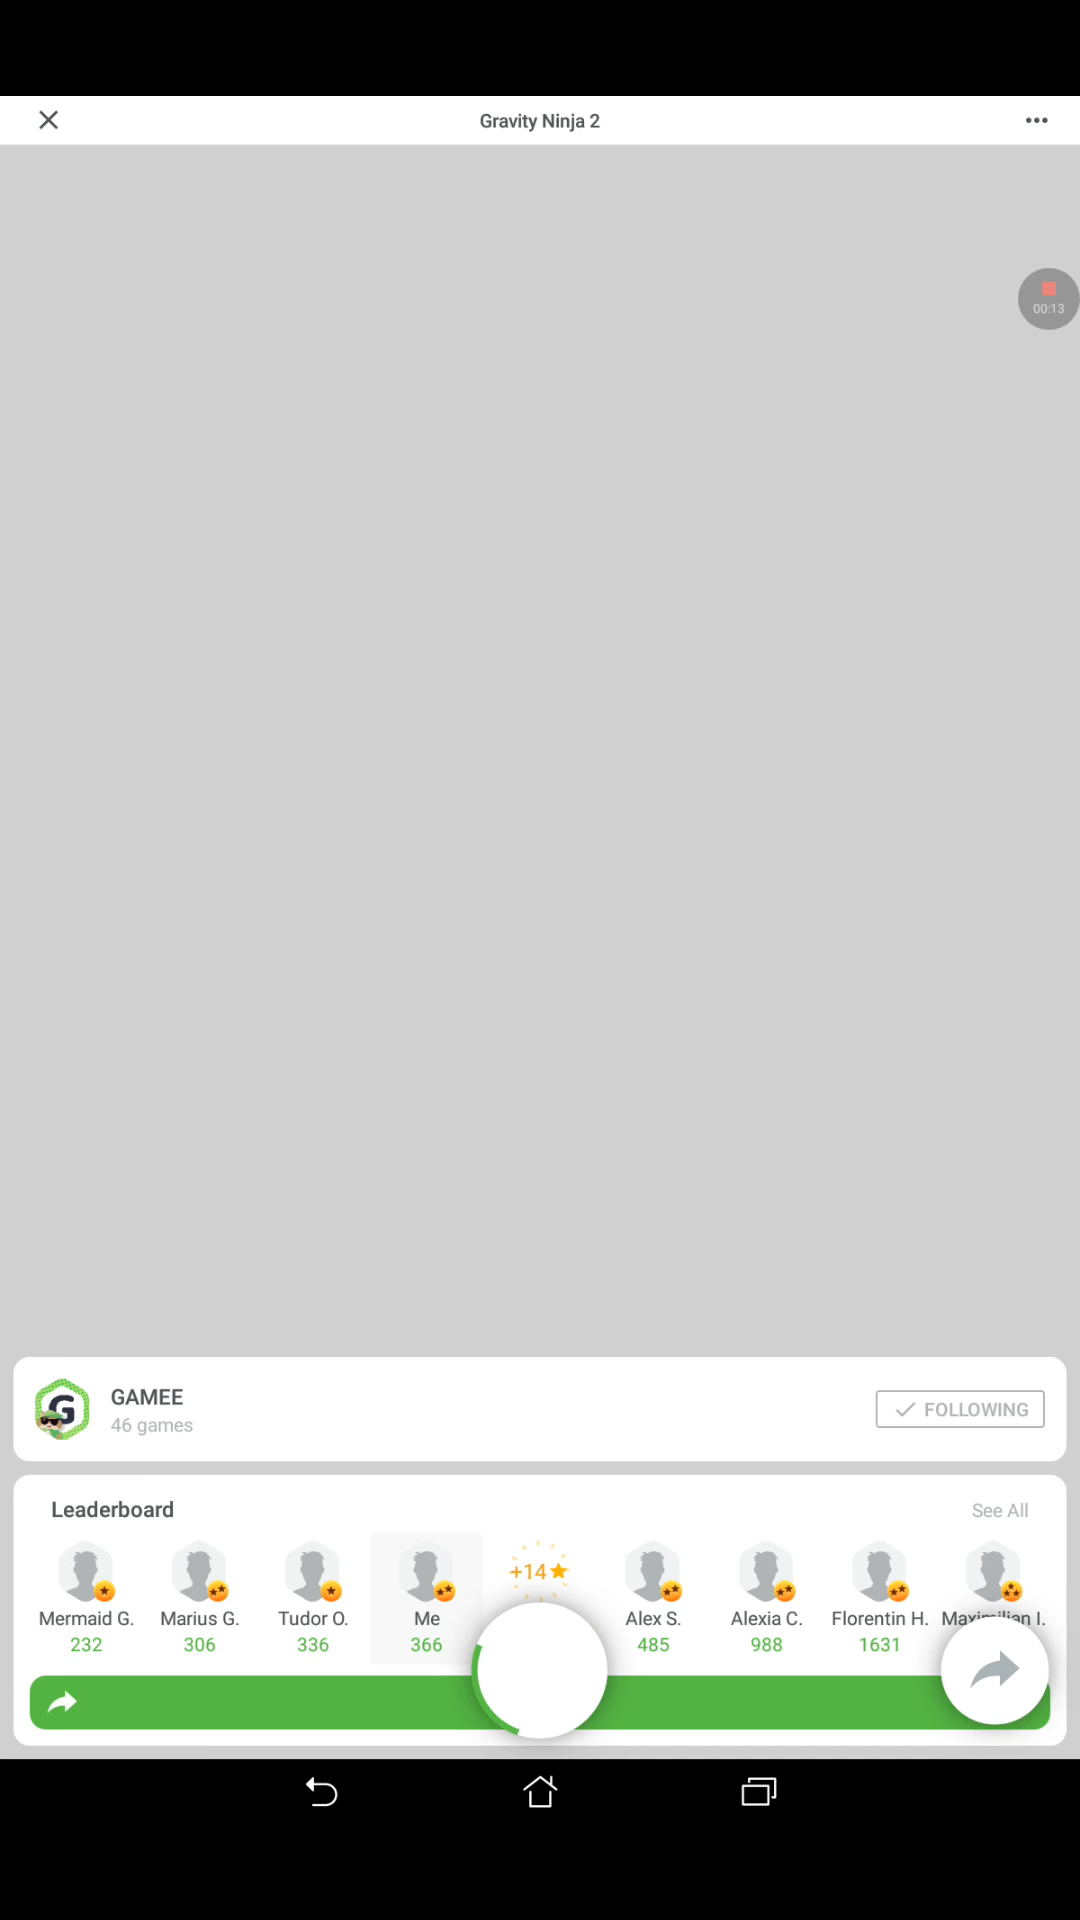 Gravity Ninja 2
00:13
GAMEE
46 games
FOLLOWING
Leaderboard
See All
+14
Mermaid G. Marius G. Tudor O. Me Alex S. Alexia C. Florentin H. Maximilian I.
232 306 336 366 485 988 1631